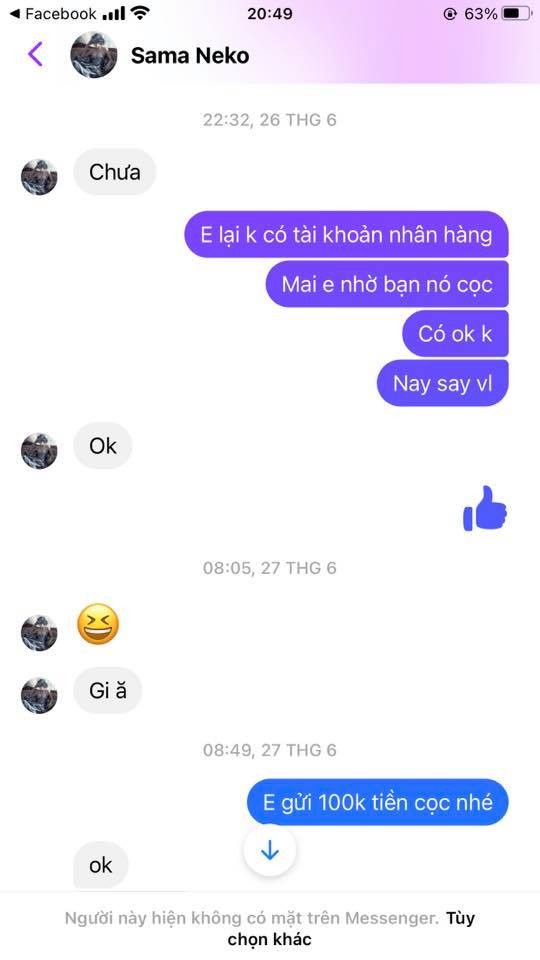 Facebook
20:49
63%
Sama Neko
22:32, 26 THG 6
Chưa
E lại k có tài khoản nhân hàng
Mai e nhờ bạn nó cọc
Có ok k
Nay say vl
Ok
08:05, 27 THG 6
Gi ă
08:49, 27 THG 6
E gửi 100k tiền cọc nhé
ok
Người này hiện không có mặt trên Messenger. Tùy
chọn khác